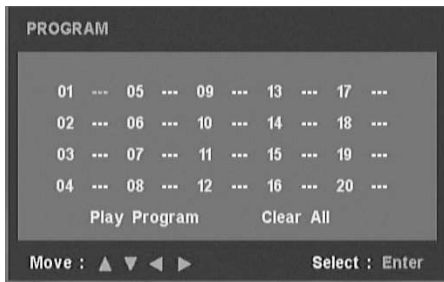 PROGRAM
01 --- 05 --- 09 --- 13 --- 17 ---
02 --- 06 --- 10 --- 14 --- 18 ---
03 --- 07 --- 11 --- 15 --- 19 ---
04 --- 08 --- 12 --- 16 --- 20 ---
Play Program Clear All
Move : ▲ ▼ ◀ ▶ Select : Enter